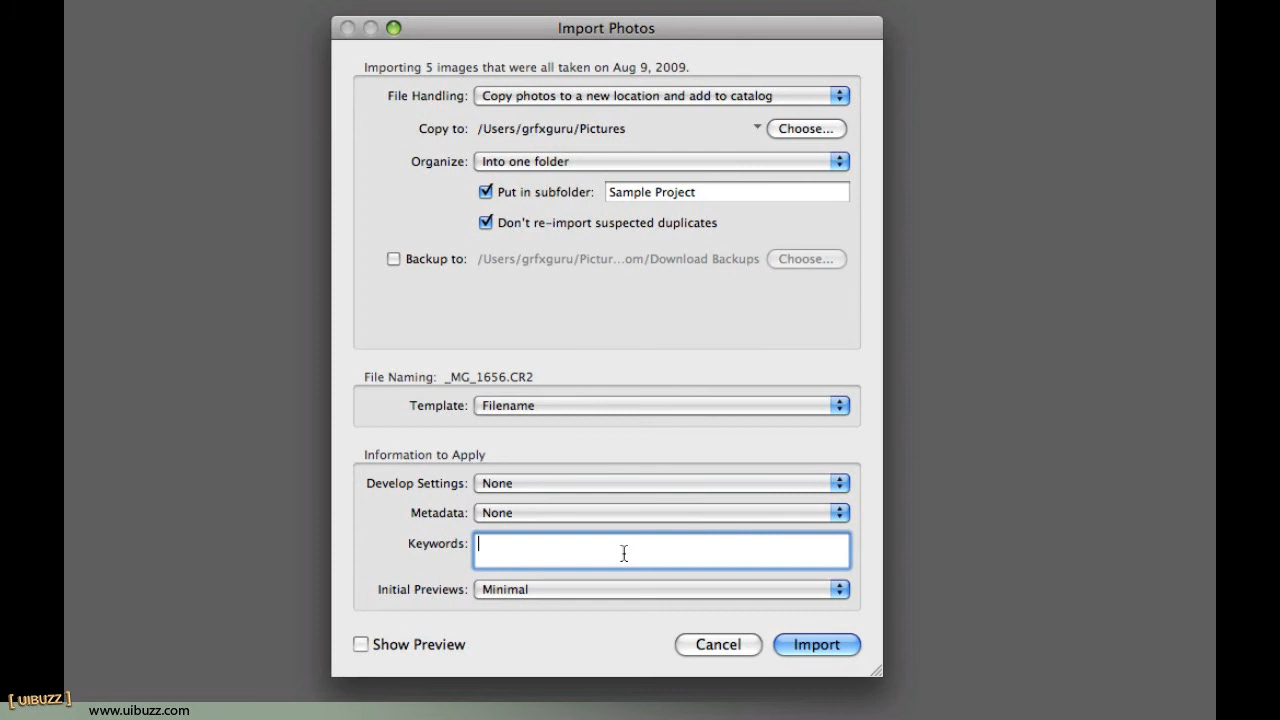 Import Photos
Importing 5 images that were all taken on Aug 9, 2009.
File Handling: Copy photos to a new location and add to catalog
Copy to: /Users/grfxguru/Pictures Choose...
Organize: Into one folder
Put in subfolder: Sample Project
Don't re-import suspected duplicates
Backup to: /Users/grfxguru/Pictur...om/Download Backups Choose...
File Naming: _MG_1656.CR2
Template: Filename
Information to Apply
Develop Settings: None
Metadata: None
Keywords:
Initial Previews: Minimal
Show Preview Cancel Import
[UIBUZZ]
www.uibuzz.com